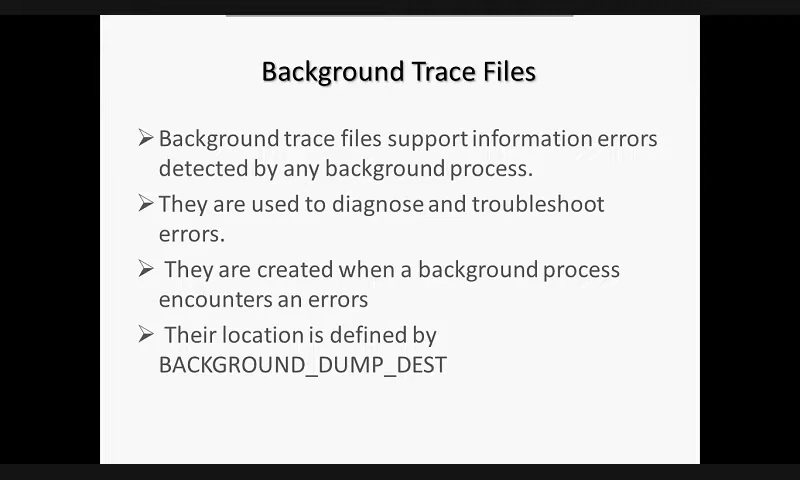 Background Trace Files
➢Background trace files support information errors
detected by any background process.
➢They are used to diagnose and troubleshoot
errors.
➢ They are created when a background process
encounters an errors
➢ Their location is defined by
BACKGROUND_DUMP_DEST